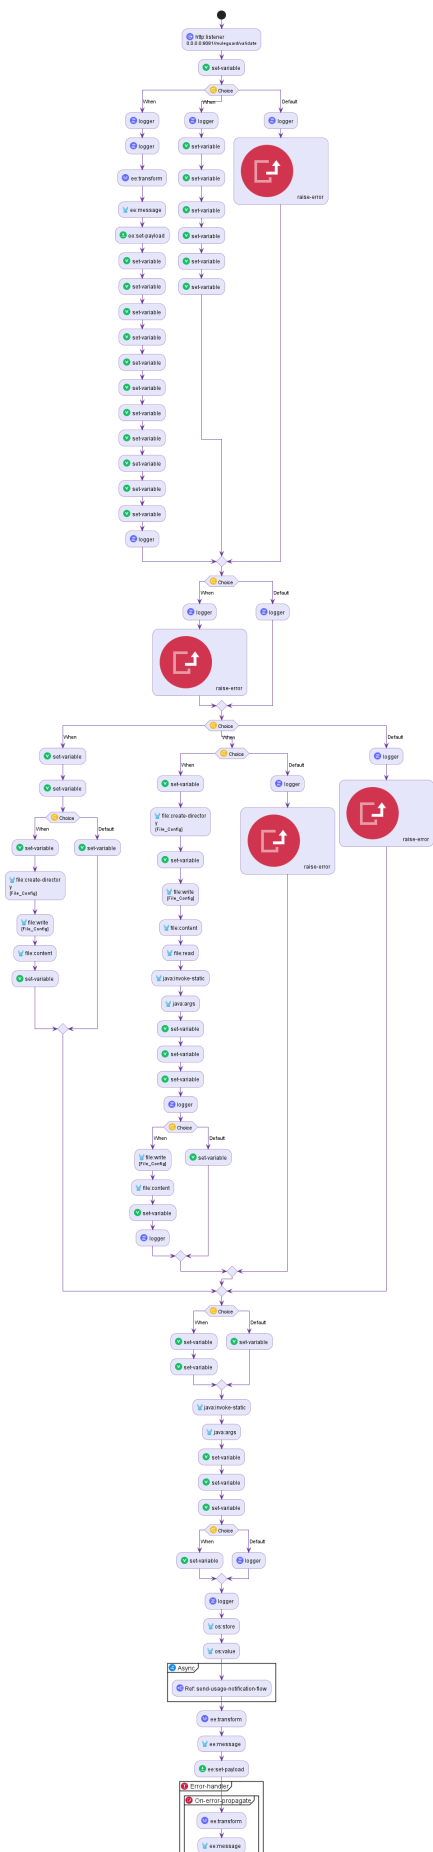 http:listener
0.0.0.0:8081/muleguard/validate
set-variable
Choice
When
When
Default
logger
logger
logger
logger
set-variable
raise-error
ee:transform
set-variable
ee:message
set-variable
ee:set-payload
set-variable
set-variable
set-variable
set-variable
set-variable
set-variable
set-variable
set-variable
set-variable
set-variable
set-variable
set-variable
set-variable
set-variable
logger
Choice
When
Default
logger
logger
raise-error
Choice
When
When
Default
set-variable
Choice
logger
When
Default
set-variable
set-variable
logger
raise-error
Choice
file:create-director
y
[File_Config]
raise-error
When
Default
set-variable
set-variable
set-variable
file:create-director
y
[File_Config]
file:write
[File_Config]
file:write
[File_Config]
file:content
file:content
file:read
set-variable
java:invoke-static
java:args
set-variable
set-variable
set-variable
logger
Choice
When
Default
file:write
[File_Config]
set-variable
file:content
set-variable
logger
Choice
When
Default
set-variable
set-variable
set-variable
java:invoke-static
java:args
set-variable
set-variable
set-variable
Choice
When
Default
set-variable
logger
logger
os:store
os:value
Async
Ref: send-usage-notification-flow
ee:transform
ee:message
ee:set-payload
Error-handler
On-error-propagate
ee:transform
ee:message